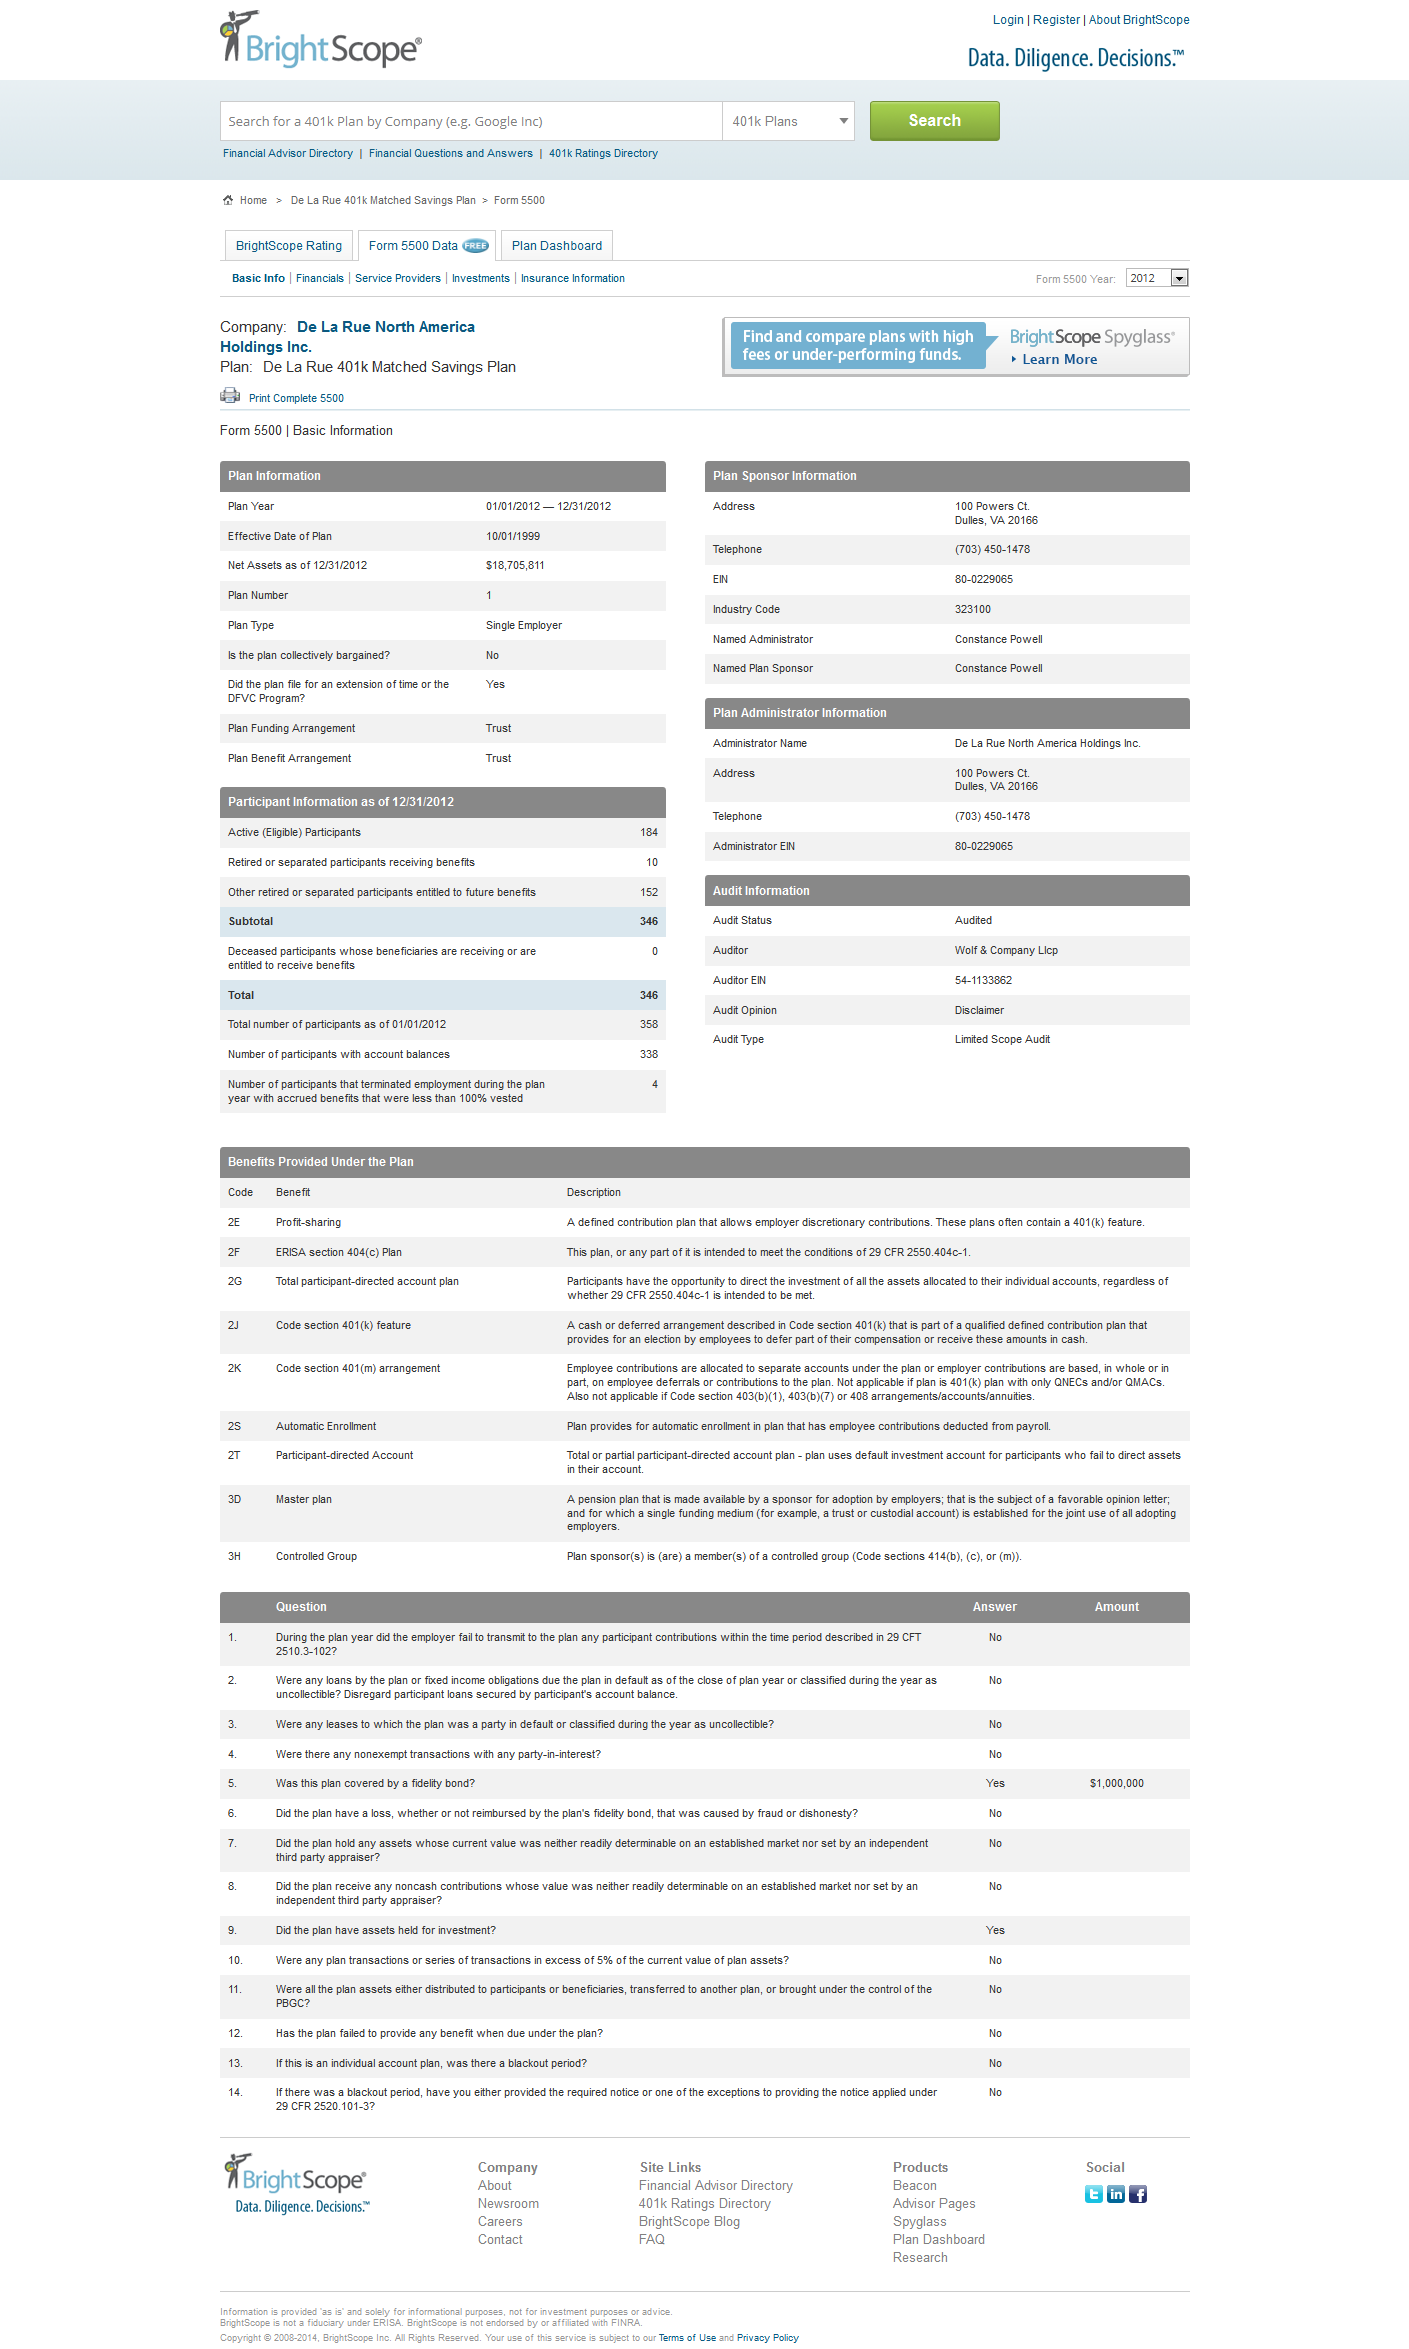 BrightScope®
Login | Register | About BrightScope
Data. Diligence. Decisions.™
Search for a 401k Plan by Company (e.g. Google Inc)
401k Plans
Search
Financial Advisor Directory | Financial Questions and Answers | 401k Ratings Directory
Home > De La Rue 401k Matched Savings Plan > Form 5500
BrightScope Rating
Form 5500 Data FREE
Plan Dashboard
Basic Info | Financials | Service Providers | Investments | Insurance Information
Form 5500 Year: 2012
Company: De La Rue North America
Holdings Inc.
Plan: De La Rue 401k Matched Savings Plan
Find and compare plans with high
fees or under-performing funds.
BrightScope Spyglass®
Learn More
Print Complete 5500
Form 5500 | Basic Information
Plan Information
Plan Year 01/01/2012 — 12/31/2012
Effective Date of Plan 10/01/1999
Net Assets as of 12/31/2012 $18,705,811
Plan Number 1
Plan Type Single Employer
Is the plan collectively bargained? No
Did the plan file for an extension of time or the Yes
DFVC Program?
Plan Funding Arrangement Trust
Plan Benefit Arrangement Trust
Participant Information as of 12/31/2012
Active (Eligible) Participants 184
Retired or separated participants receiving benefits 10
Other retired or separated participants entitled to future benefits 152
Subtotal 346
Deceased participants whose beneficiaries are receiving or are 0
entitled to receive benefits
Total 346
Total number of participants as of 01/01/2012 358
Number of participants with account balances 338
Number of participants that terminated employment during the plan 4
year with accrued benefits that were less than 100% vested
Plan Sponsor Information
Address 100 Powers Ct.
Dulles, VA 20166
Telephone (703) 450-1478
EIN 80-0229065
Industry Code 323100
Named Administrator Constance Powell
Named Plan Sponsor Constance Powell
Plan Administrator Information
Administrator Name De La Rue North America Holdings Inc.
Address 100 Powers Ct.
Dulles, VA 20166
Telephone (703) 450-1478
Administrator EIN 80-0229065
Audit Information
Audit Status Audited
Auditor Wolf & Company Llcp
Auditor EIN 54-1133862
Audit Opinion Disclaimer
Audit Type Limited Scope Audit
Benefits Provided Under the Plan
Code Benefit Description
2E Profit-sharing A defined contribution plan that allows employer discretionary contributions. These plans often contain a 401(k) feature.
2F ERISA section 404(c) Plan This plan, or any part of it is intended to meet the conditions of 29 CFR 2550.404c-1.
2G Total participant-directed account plan Participants have the opportunity to direct the investment of all the assets allocated to their individual accounts, regardless of
whether 29 CFR 2550.404c-1 is intended to be met.
2J Code section 401(k) feature A cash or deferred arrangement described in Code section 401(k) that is part of a qualified defined contribution plan that
provides for an election by employees to defer part of their compensation or receive these amounts in cash.
2K Code section 401(m) arrangement Employee contributions are allocated to separate accounts under the plan or employer contributions are based, in whole or in
part, on employee deferrals or contributions to the plan. Not applicable if plan is 401(k) plan with only QNECs and/or QMACs.
Also not applicable if Code section 403(b)(1), 403(b)(7) or 408 arrangements/accounts/annuities.
2S Automatic Enrollment Plan provides for automatic enrollment in plan that has employee contributions deducted from payroll.
2T Participant-directed Account Total or partial participant-directed account plan - plan uses default investment account for participants who fail to direct assets
in their account.
3D Master plan A pension plan that is made available by a sponsor for adoption by employers; that is the subject of a favorable opinion letter;
and for which a single funding medium (for example, a trust or custodial account) is established for the joint use of all adopting
employers.
3H Controlled Group Plan sponsor(s) is (are) a member(s) of a controlled group (Code sections 414(b), (c), or (m)).
Question Answer Amount
1. During the plan year did the employer fail to transmit to the plan any participant contributions within the time period described in 29 CFT No
2510.3-102?
2. Were any loans by the plan or fixed income obligations due the plan in default as of the close of plan year or classified during the year as No
uncollectible? Disregard participant loans secured by participant's account balance.
3. Were any leases to which the plan was a party in default or classified during the year as uncollectible? No
4. Were there any nonexempt transactions with any party-in-interest? No
5. Was this plan covered by a fidelity bond? Yes $1,000,000
6. Did the plan have a loss, whether or not reimbursed by the plan's fidelity bond, that was caused by fraud or dishonesty? No
7. Did the plan hold any assets whose current value was neither readily determinable on an established market nor set by an independent No
third party appraiser?
8. Did the plan receive any noncash contributions whose value was neither readily determinable on an established market nor set by an No
independent third party appraiser?
9. Did the plan have assets held for investment? Yes
10. Were any plan transactions or series of transactions in excess of 5% of the current value of plan assets? No
11. Were all the plan assets either distributed to participants or beneficiaries, transferred to another plan, or brought under the control of the No
PBGC?
12. Has the plan failed to provide any benefit when due under the plan? No
13. If this is an individual account plan, was there a blackout period? No
14. If there was a blackout period, have you either provided the required notice or one of the exceptions to providing the notice applied under No
29 CFR 2520.101-3?
BrightScope®
Data. Diligence. Decisions.™
Company
About
Newsroom
Careers
Contact
Site Links
Financial Advisor Directory
401k Ratings Directory
BrightScope Blog
FAQ
Products
Beacon
Advisor Pages
Spyglass
Plan Dashboard
Research
Social
Information is provided 'as is' and solely for informational purposes, not for investment purposes or advice.
BrightScope is not a fiduciary under ERISA. BrightScope is not endorsed by or affiliated with FINRA.
Copyright © 2008-2014, BrightScope Inc. All Rights Reserved. Your use of this service is subject to our Terms of Use and Privacy Policy